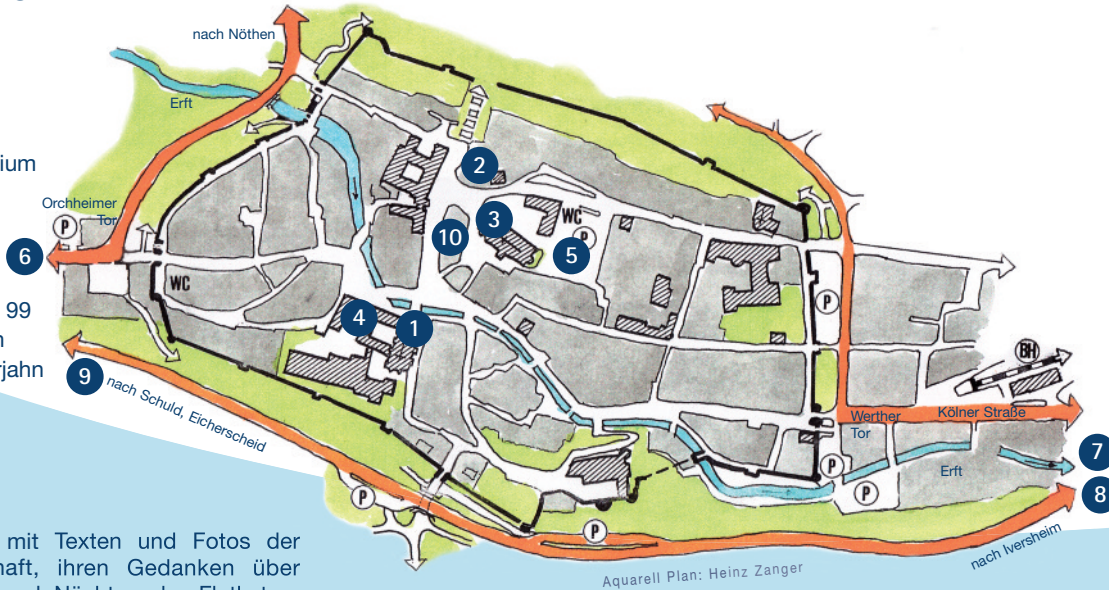 nach Nöthen
Erft
ium
Orchheimer
Tor
P
6
WC
99
n
rjahn
9
nach Schuld, Eicherscheid
2
3
WC
P
10
5
4
1
P
BH
Werther
Tor
Kölner Straße
Erft
7
8
P
P
P
P
nach Iversheim
Aquarell Plan: Heinz Zanger
mit Texten und Fotos der
haft, ihren Gedanken über